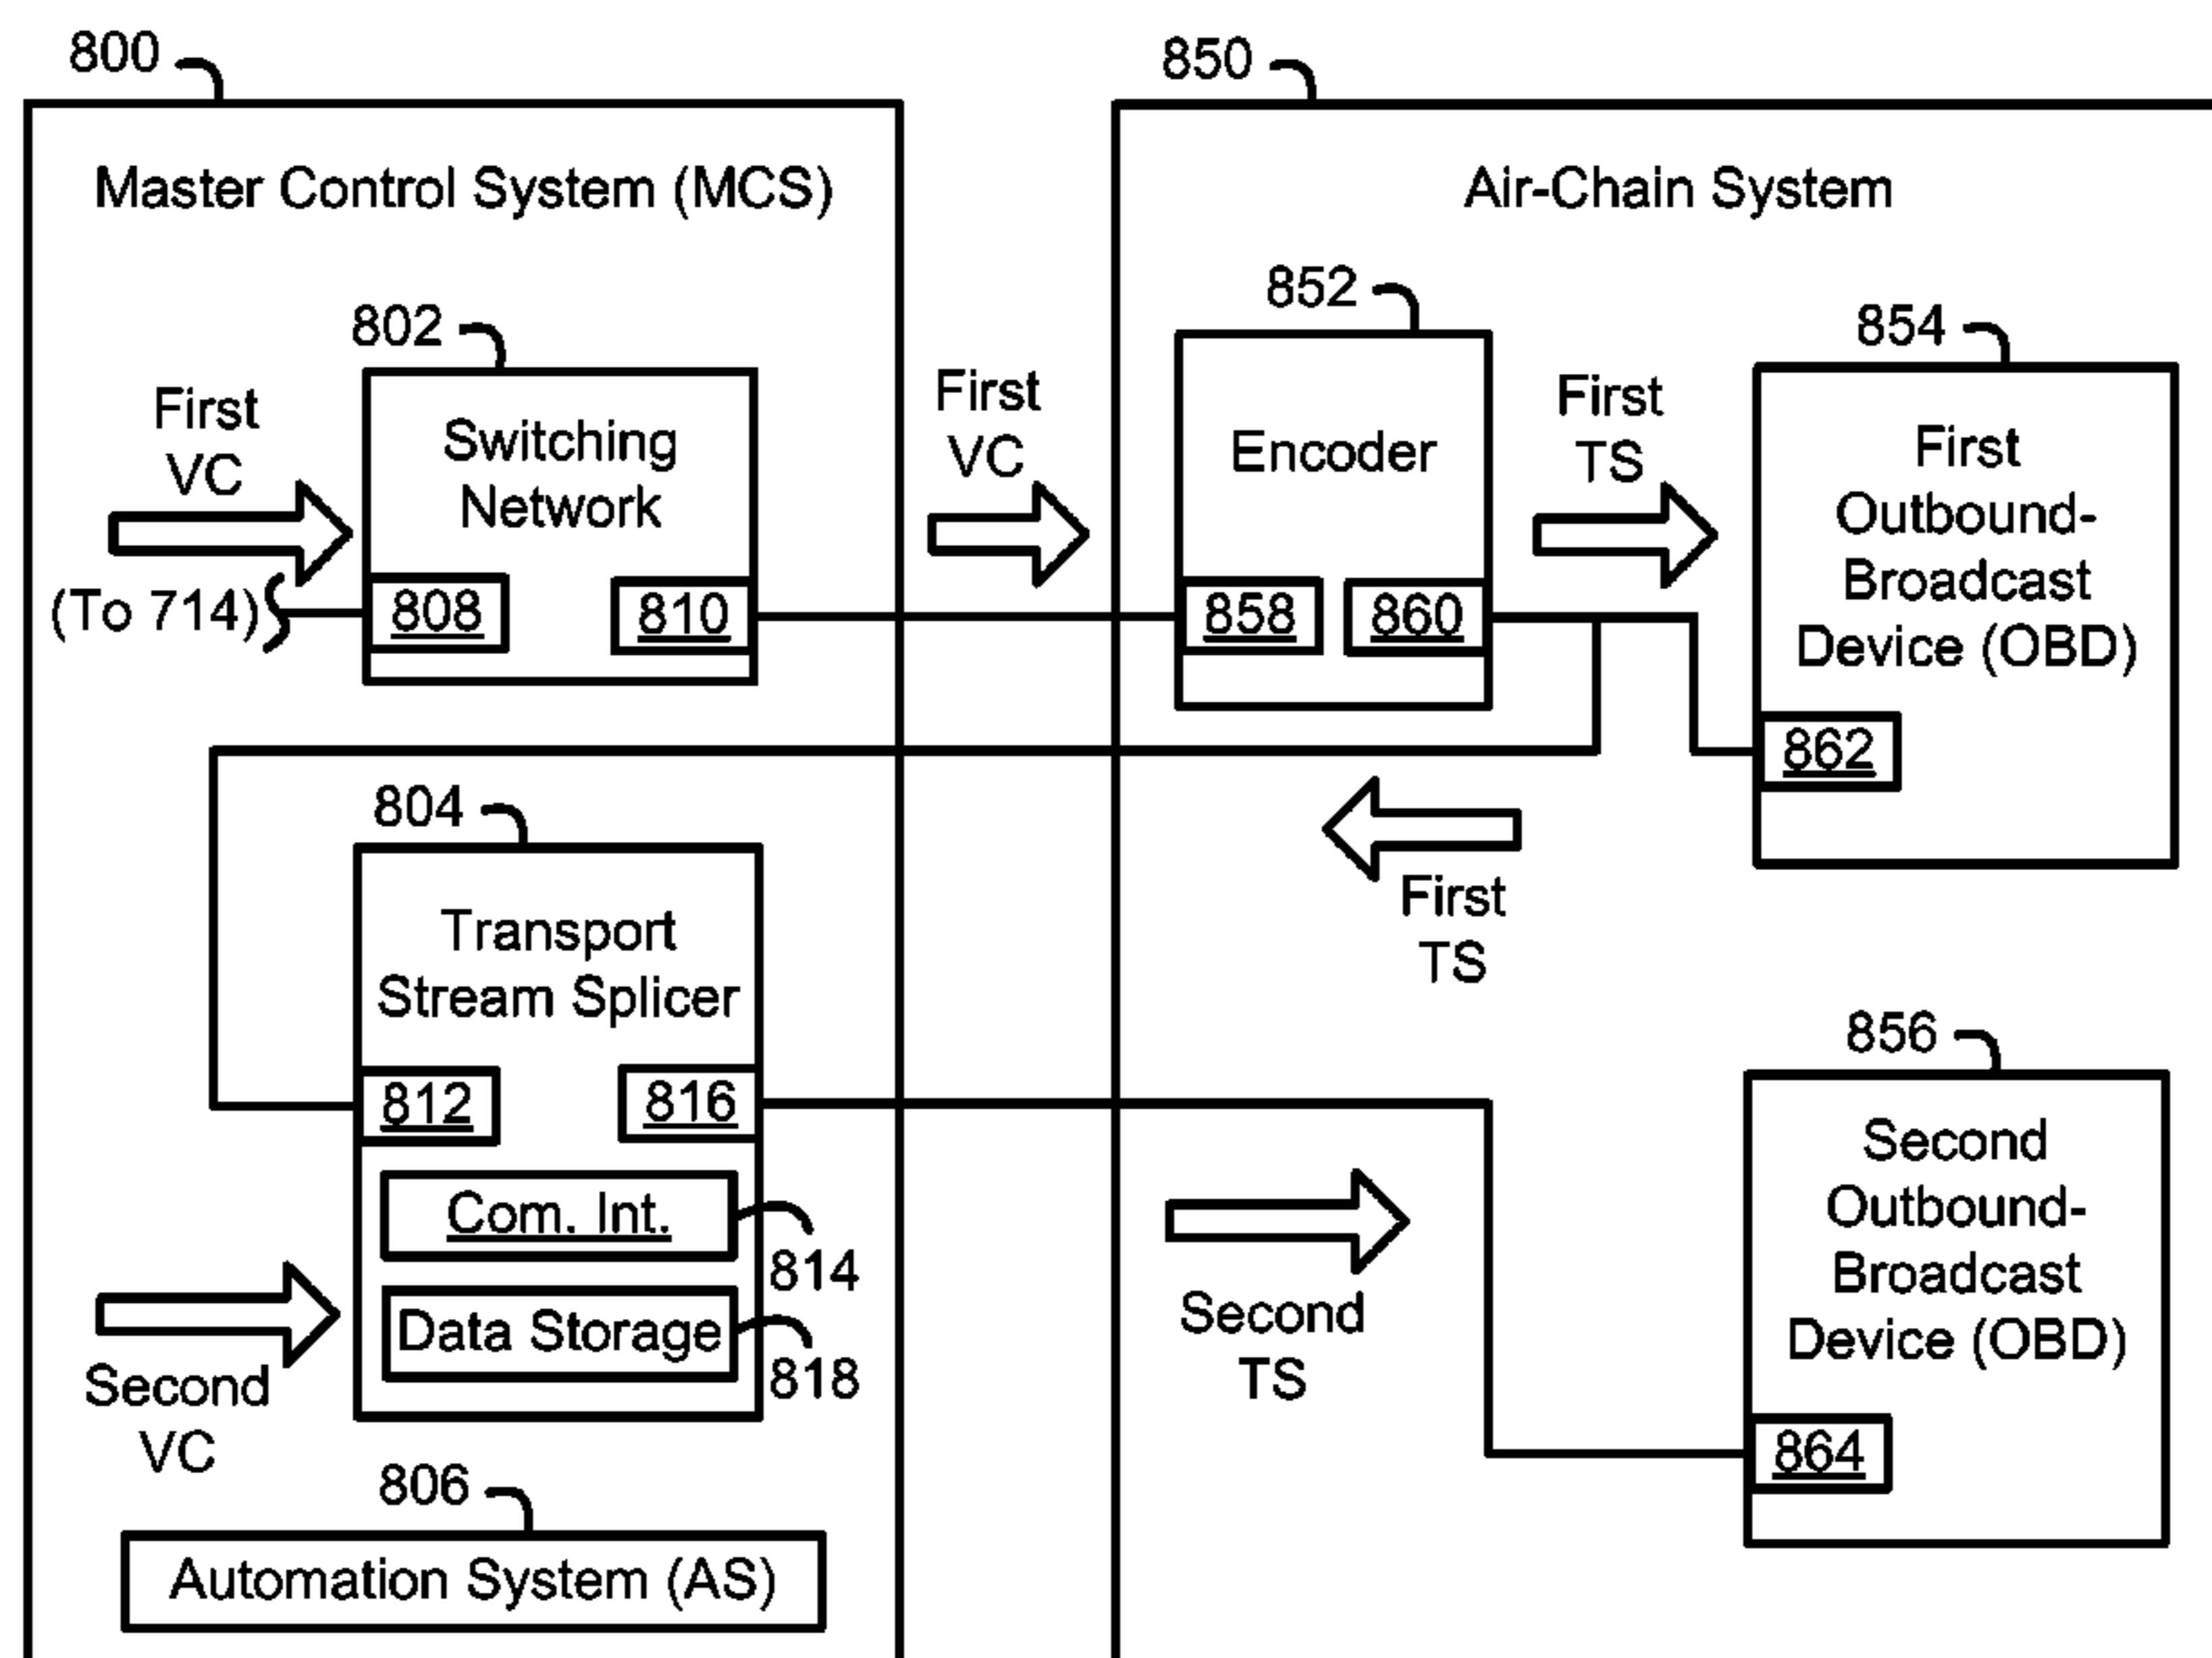 800
850
Master Control System (MCS)
Air-Chain System
802
852
854
First
VC
Switching
Network
First
VC
Encoder
First
TS
First
Outbound-
Broadcast
Device (OBD)
(To 714)
808
810
858
860
862
804
First
TS
Transport
Stream Splicer
812
816
856
Com. Int.
814
Data Storage
818
Second
VC
Second
TS
Second
Outbound-
Broadcast
Device (OBD)
864
806
Automation System (AS)